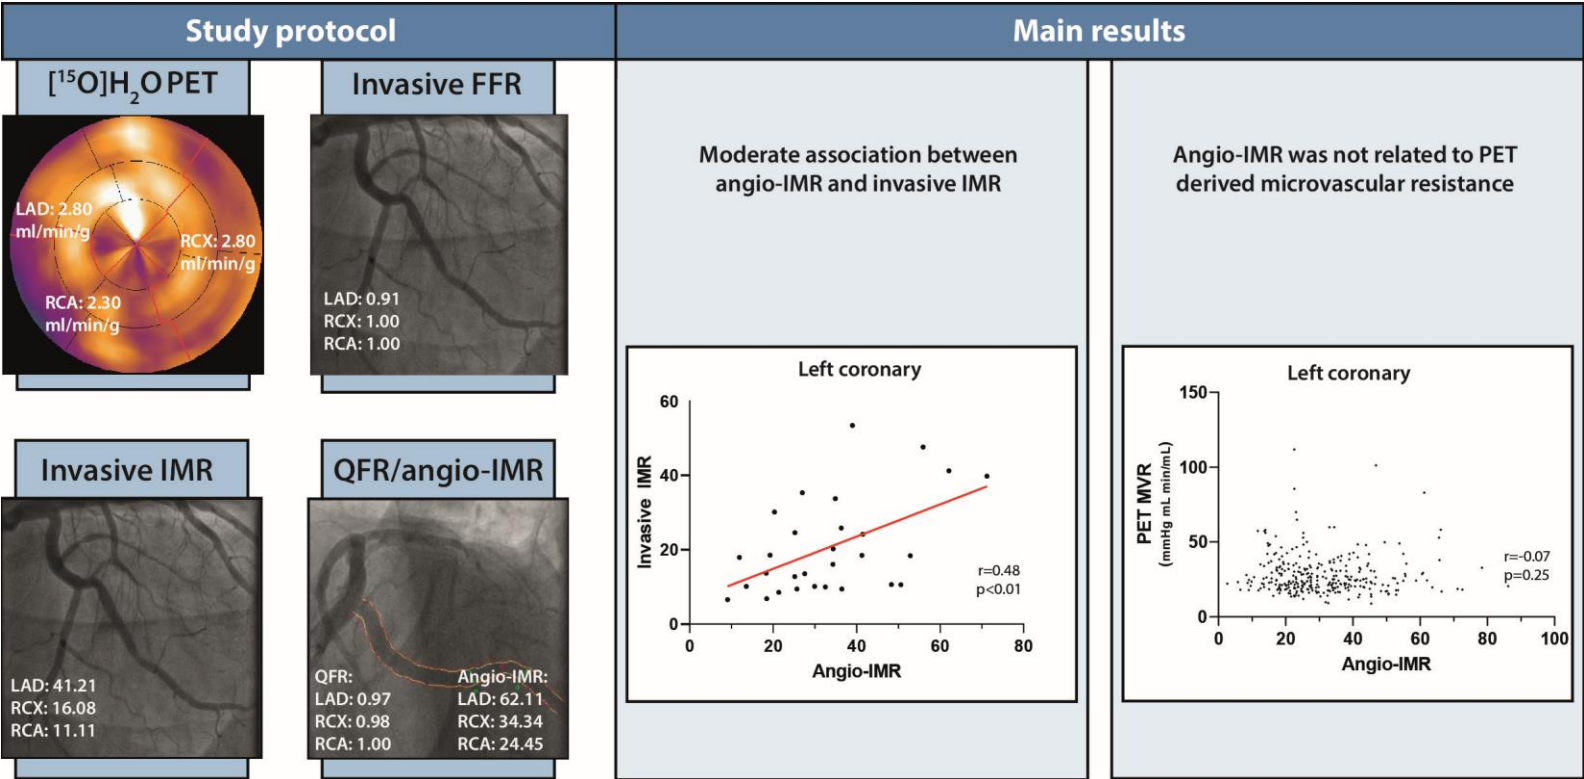 Study protocol
Main results
[¹⁵O]H₂O PET
LAD: 2.80
ml/min/g
RCX: 2.80
ml/min/g
RCA: 2.30
ml/min/g
Invasive FFR
LAD: 0.91
RCX: 1.00
RCA: 1.00
Invasive IMR
LAD: 41.21
RCX: 16.08
RCA: 11.11
QFR/angio-IMR
QFR:
LAD: 0.97
RCX: 0.98
RCA: 1.00
Angio-IMR:
LAD: 62.11
RCX: 34.34
RCA: 24.45
Moderate association between
angio-IMR and invasive IMR
Left coronary
60
40
20
0
Invasive IMR
r=0.48
p<0.01
0 20 40 60 80
Angio-IMR
Angio-IMR was not related to PET
derived microvascular resistance
Left coronary
150
100
50
0
PET MVR
(mmHg mL min/mL)
r=-0.07
p=0.25
0 20 40 60 80 100
Angio-IMR